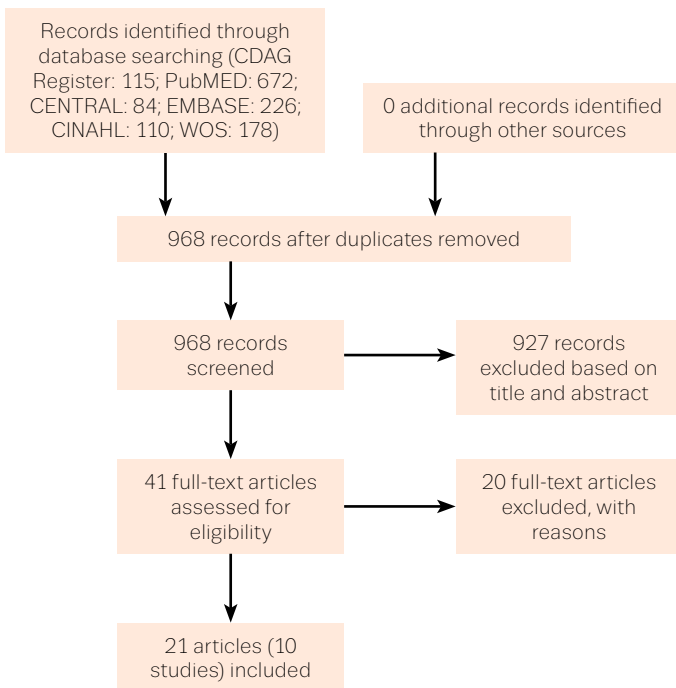 Records identified through
database searching (CDAG
Register: 115; PubMED: 672;
CENTRAL: 84; EMBASE: 226;
CINAHL: 110; WOS: 178)
0 additional records identified
through other sources
968 records after duplicates removed
968 records
screened
927 records
excluded based on
title and abstract
41 full-text articles
assessed for
eligibility
20 full-text articles
excluded, with
reasons
21 articles (10
studies) included